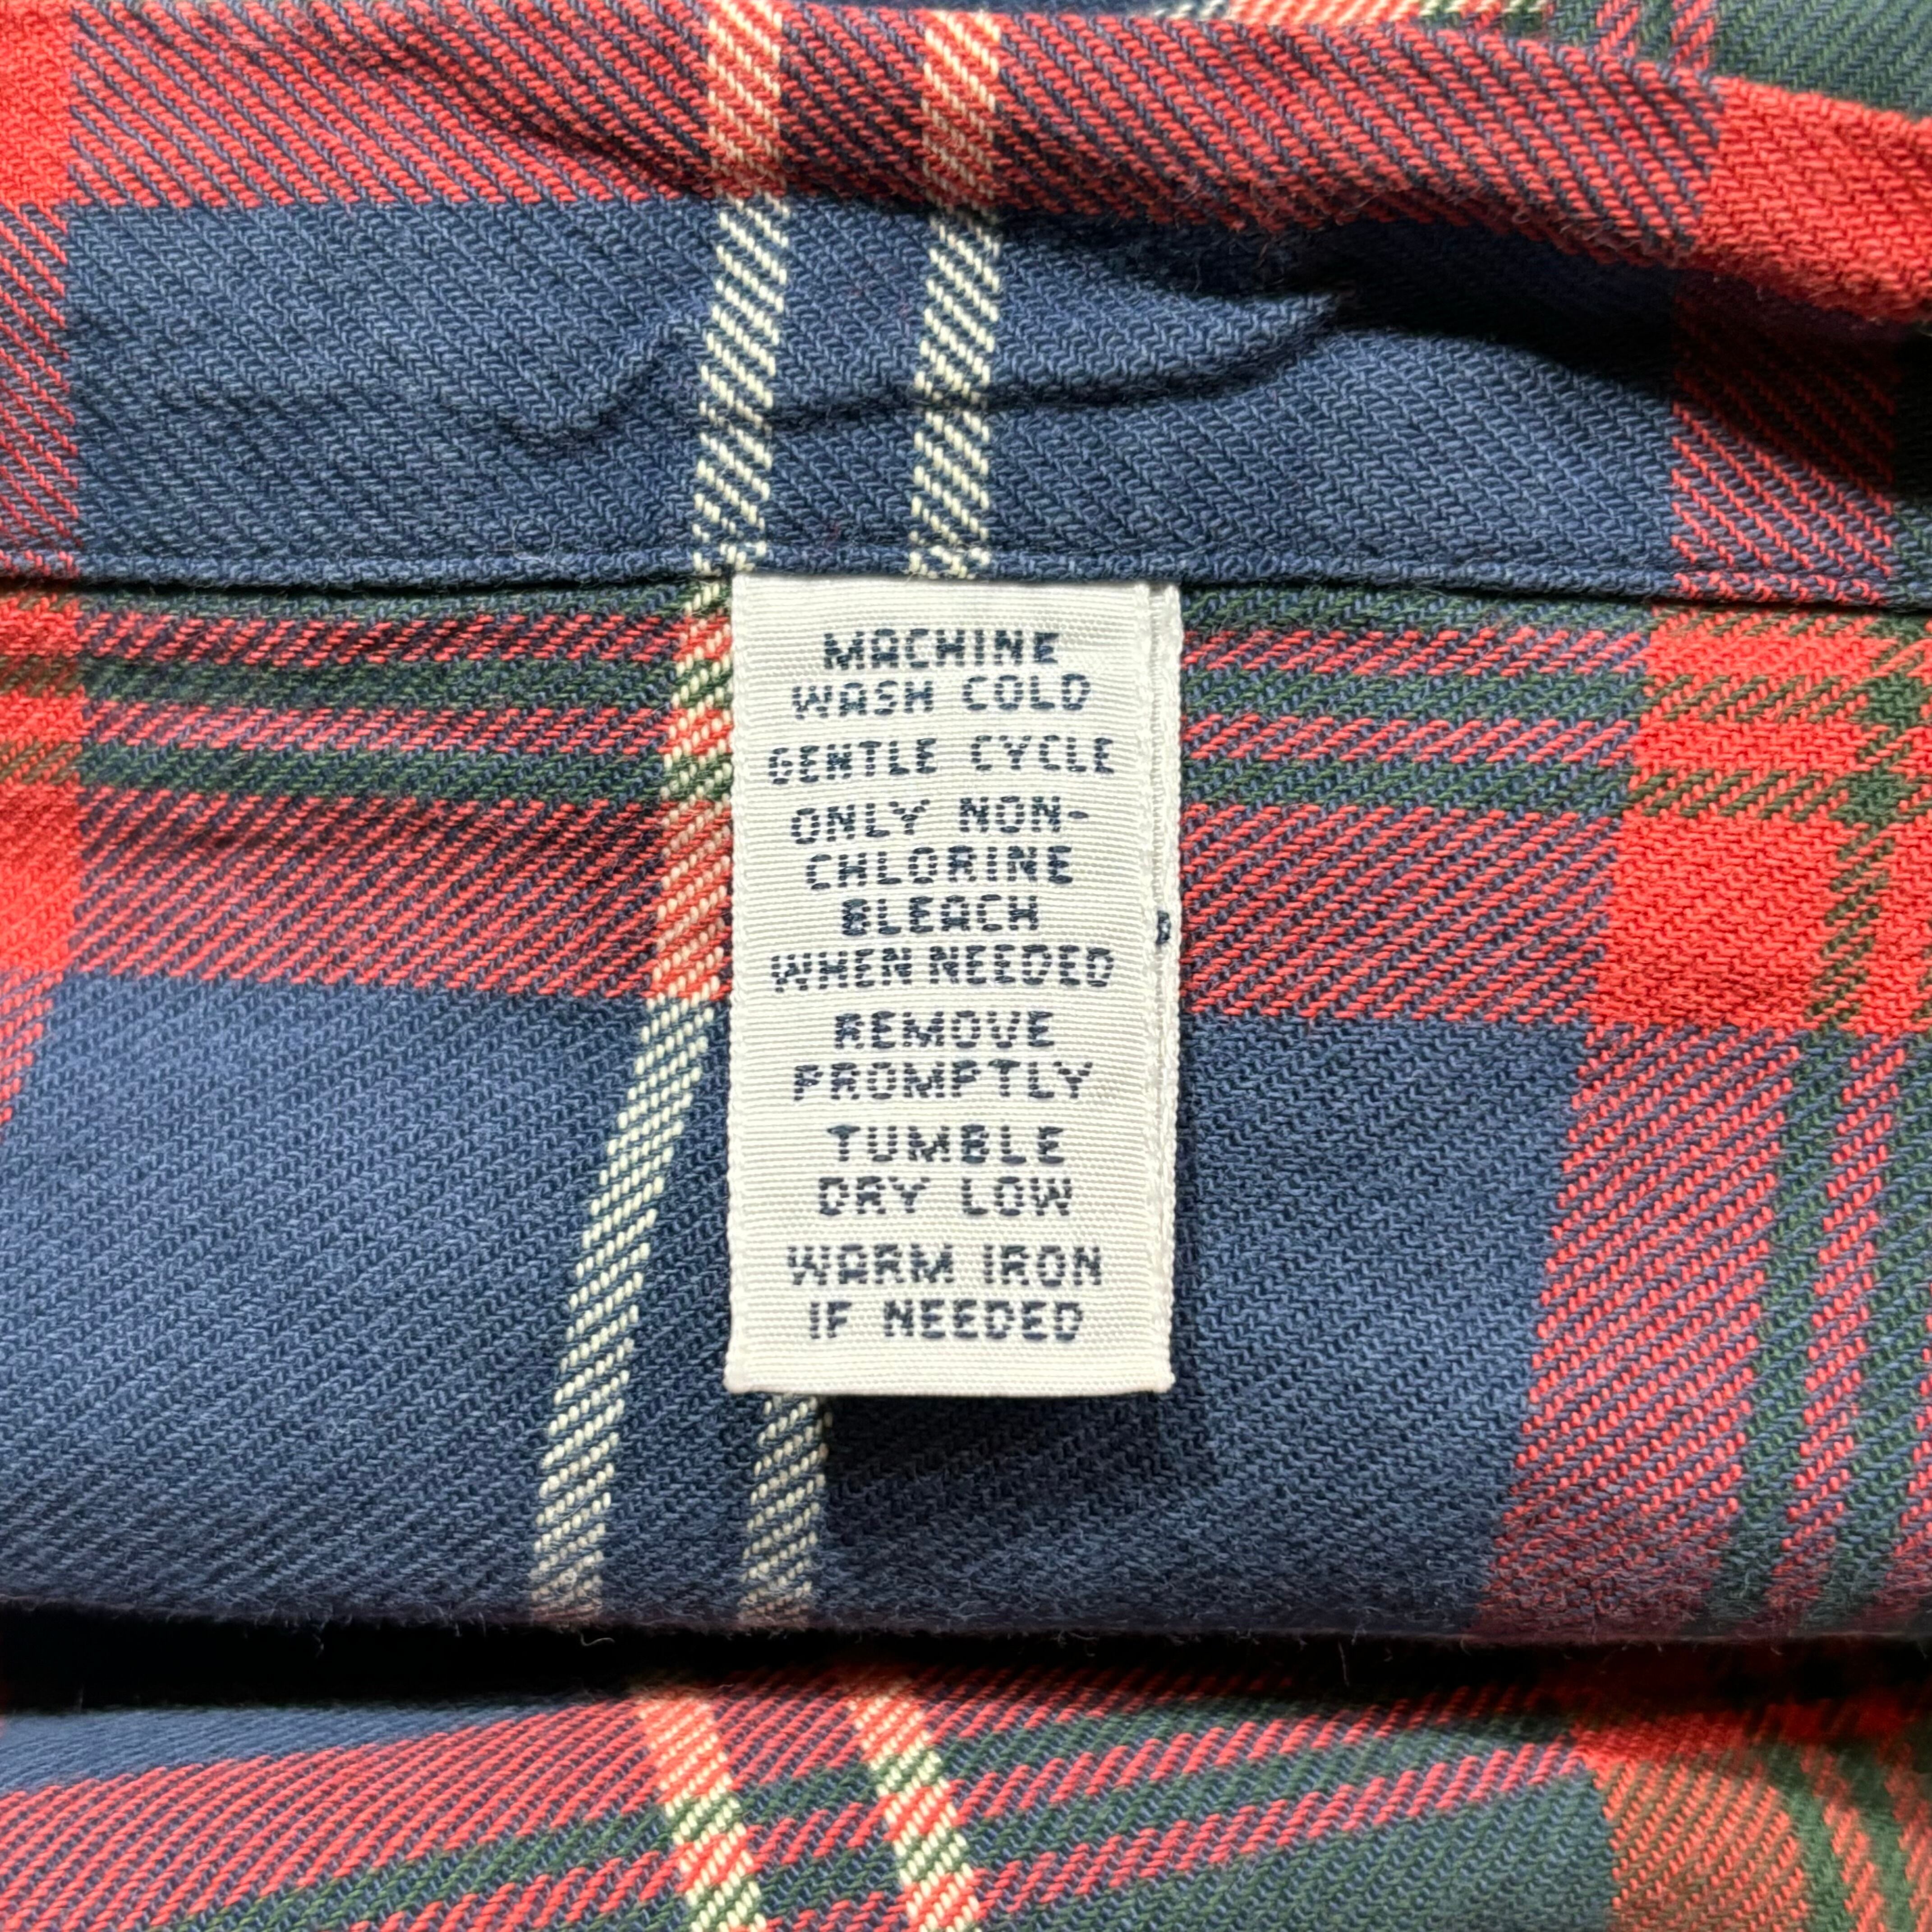 MACHINE
WASH COLD
GENTLE CYCLE
ONLY NON-
CHLORINE
BLEACH
WHEN NEEDED
REMOVE
PROMPTLY
TUMBLE
DRY LOW
WARM IRON
IF NEEDED